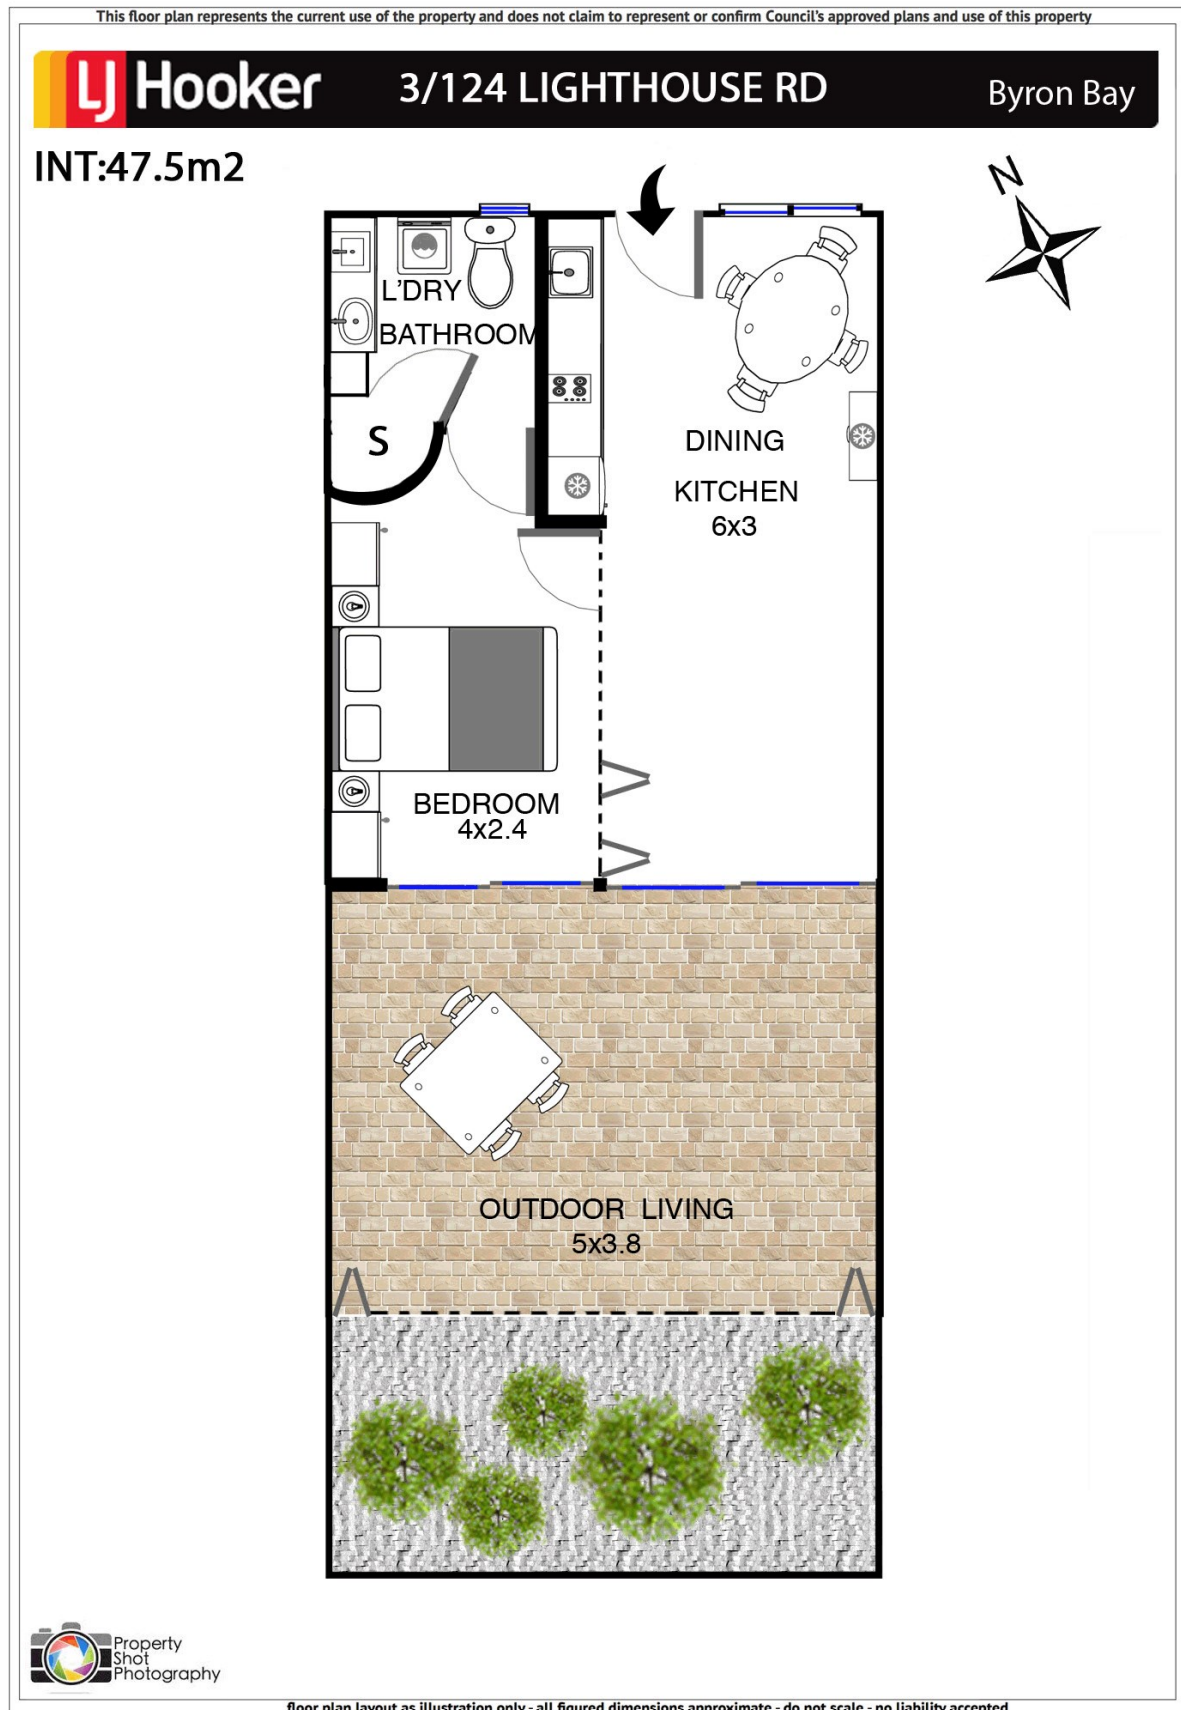 This floor plan represents the current use of the property and does not claim to represent or confirm Council's approved plans and use of this property
LJ Hooker 3/124 LIGHTHOUSE RD Byron Bay
INT:47.5m2
N
L'DRY
BATHROOM
S
DINING
KITCHEN
6x3
BEDROOM
4x2.4
OUTDOOR LIVING
5x3.8
Property
Shot
Photography
floor plan layout as illustration only - all figured dimensions approximate - do not scale - no liability accepted